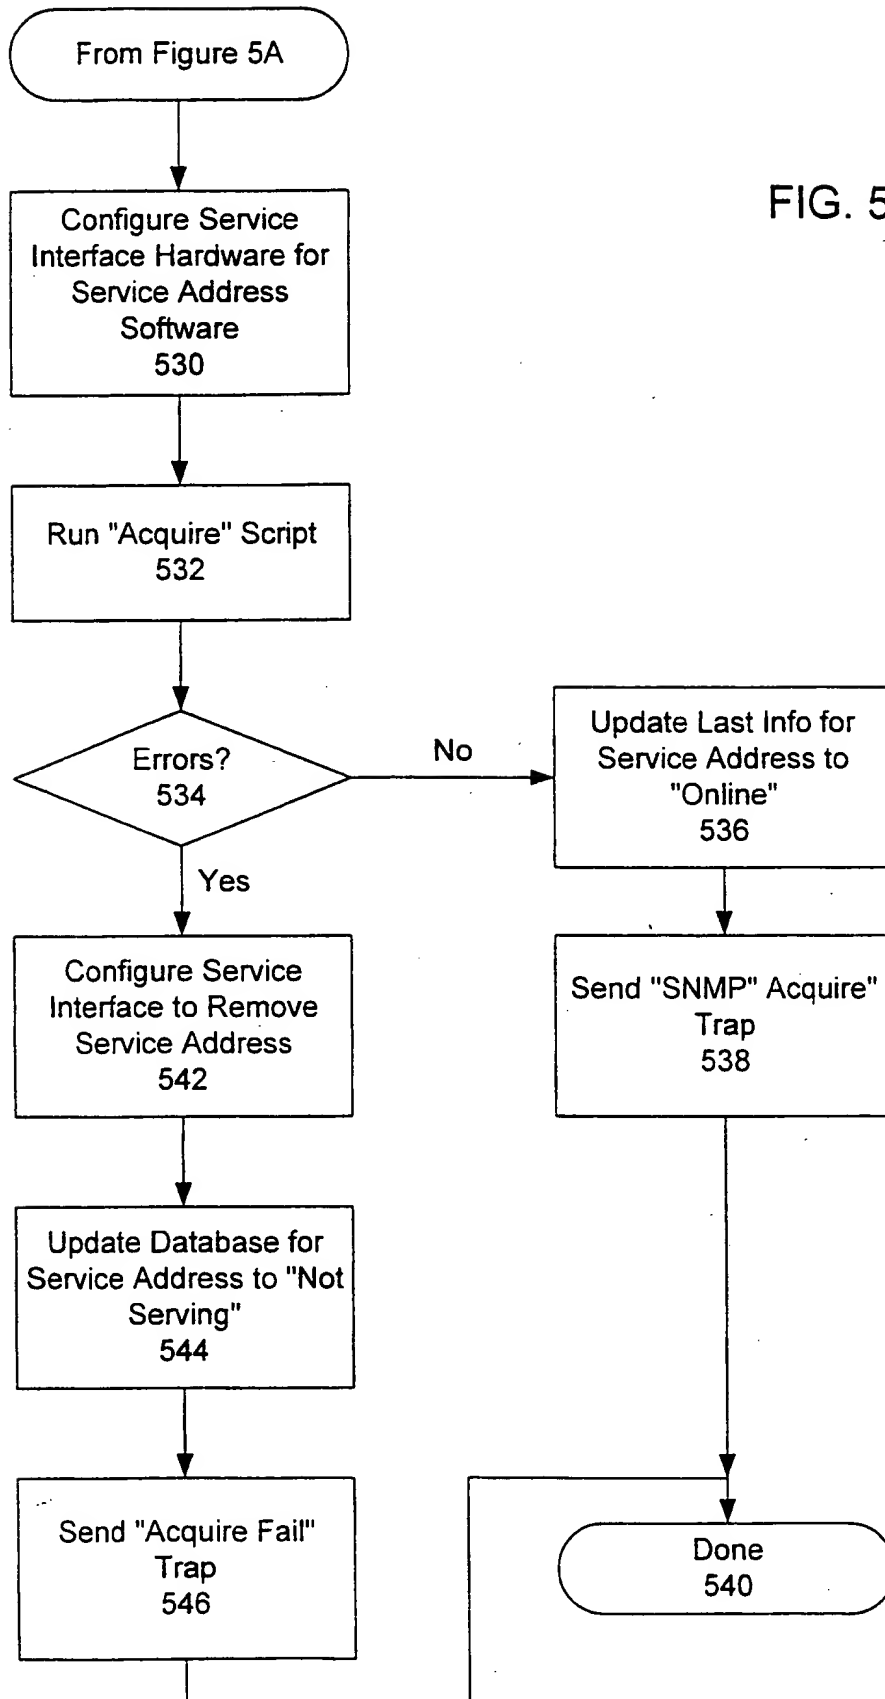 From Figure 5A
FIG. 5
Configure Service
Interface Hardware for
Service Address
Software
530
Run "Acquire" Script
532
Errors?
534
No
Yes
Update Last Info for
Service Address to
"Online"
536
Send "SNMP" Acquire"
Trap
538
Configure Service
Interface to Remove
Service Address
542
Update Database for
Service Address to "Not
Serving"
544
Send "Acquire Fail"
Trap
546
Done
540